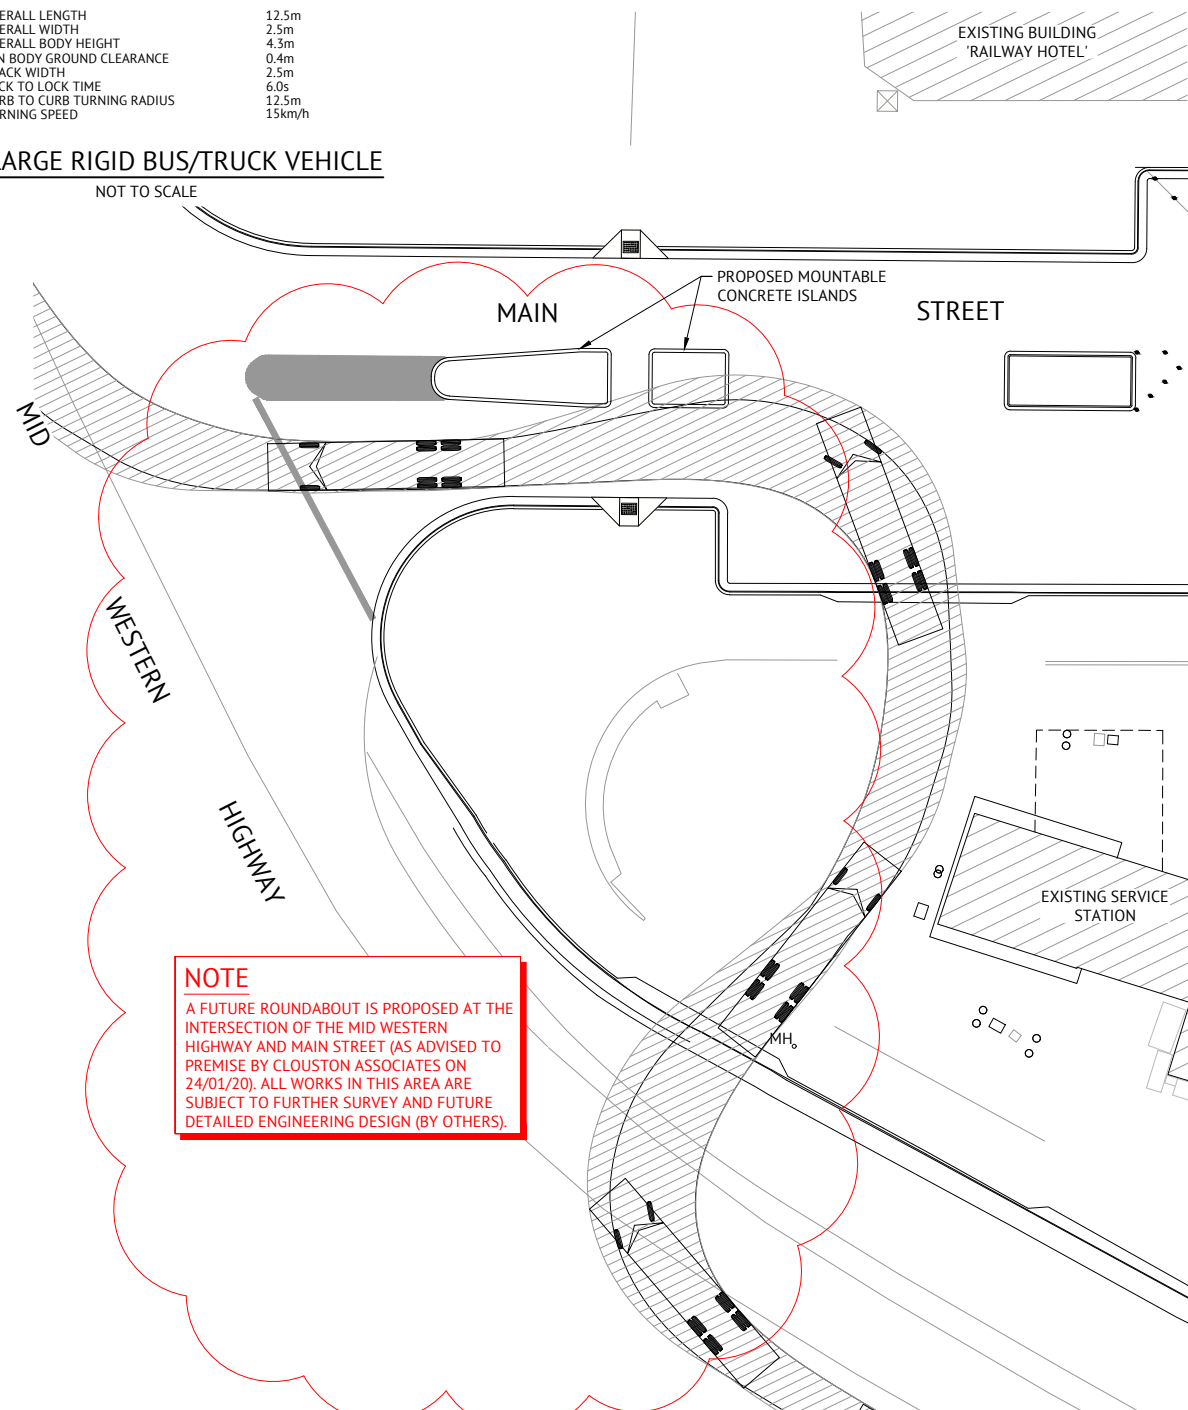 ERALL LENGTH 12.5m
ERALL WIDTH 2.5m
ERALL BODY HEIGHT 4.3m
N BODY GROUND CLEARANCE 0.4m
ACK WIDTH 2.5m
CK TO LOCK TIME 6.0s
RB TO CURB TURNING RADIUS 12.5m
RNING SPEED 15km/h
LARGE RIGID BUS/TRUCK VEHICLE
NOT TO SCALE
EXISTING BUILDING
'RAILWAY HOTEL'
PROPOSED MOUNTABLE
CONCRETE ISLANDS
MAIN STREET
MID
WESTERN
HIGHWAY
EXISTING SERVICE
STATION
MH
NOTE
A FUTURE ROUNDABOUT IS PROPOSED AT THE
INTERSECTION OF THE MID WESTERN
HIGHWAY AND MAIN STREET (AS ADVISED TO
PREMISE BY CLOUSTON ASSOCIATES ON
24/01/20). ALL WORKS IN THIS AREA ARE
SUBJECT TO FURTHER SURVEY AND FUTURE
DETAILED ENGINEERING DESIGN (BY OTHERS).